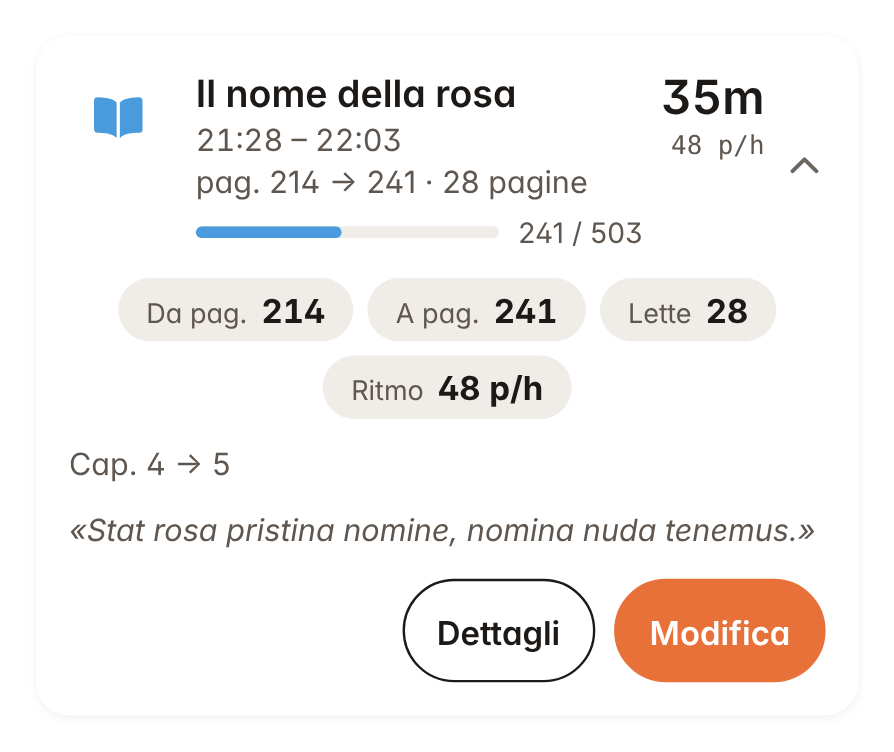 Il nome della rosa
35m
21:28 – 22:03
48 p/h
pag. 214 → 241 · 28 pagine
241 / 503
Da pag. 214
A pag. 241
Lette 28
Ritmo 48 p/h
Cap. 4 → 5
«Stat rosa pristina nomine, nomina nuda tenemus.»
Dettagli
Modifica